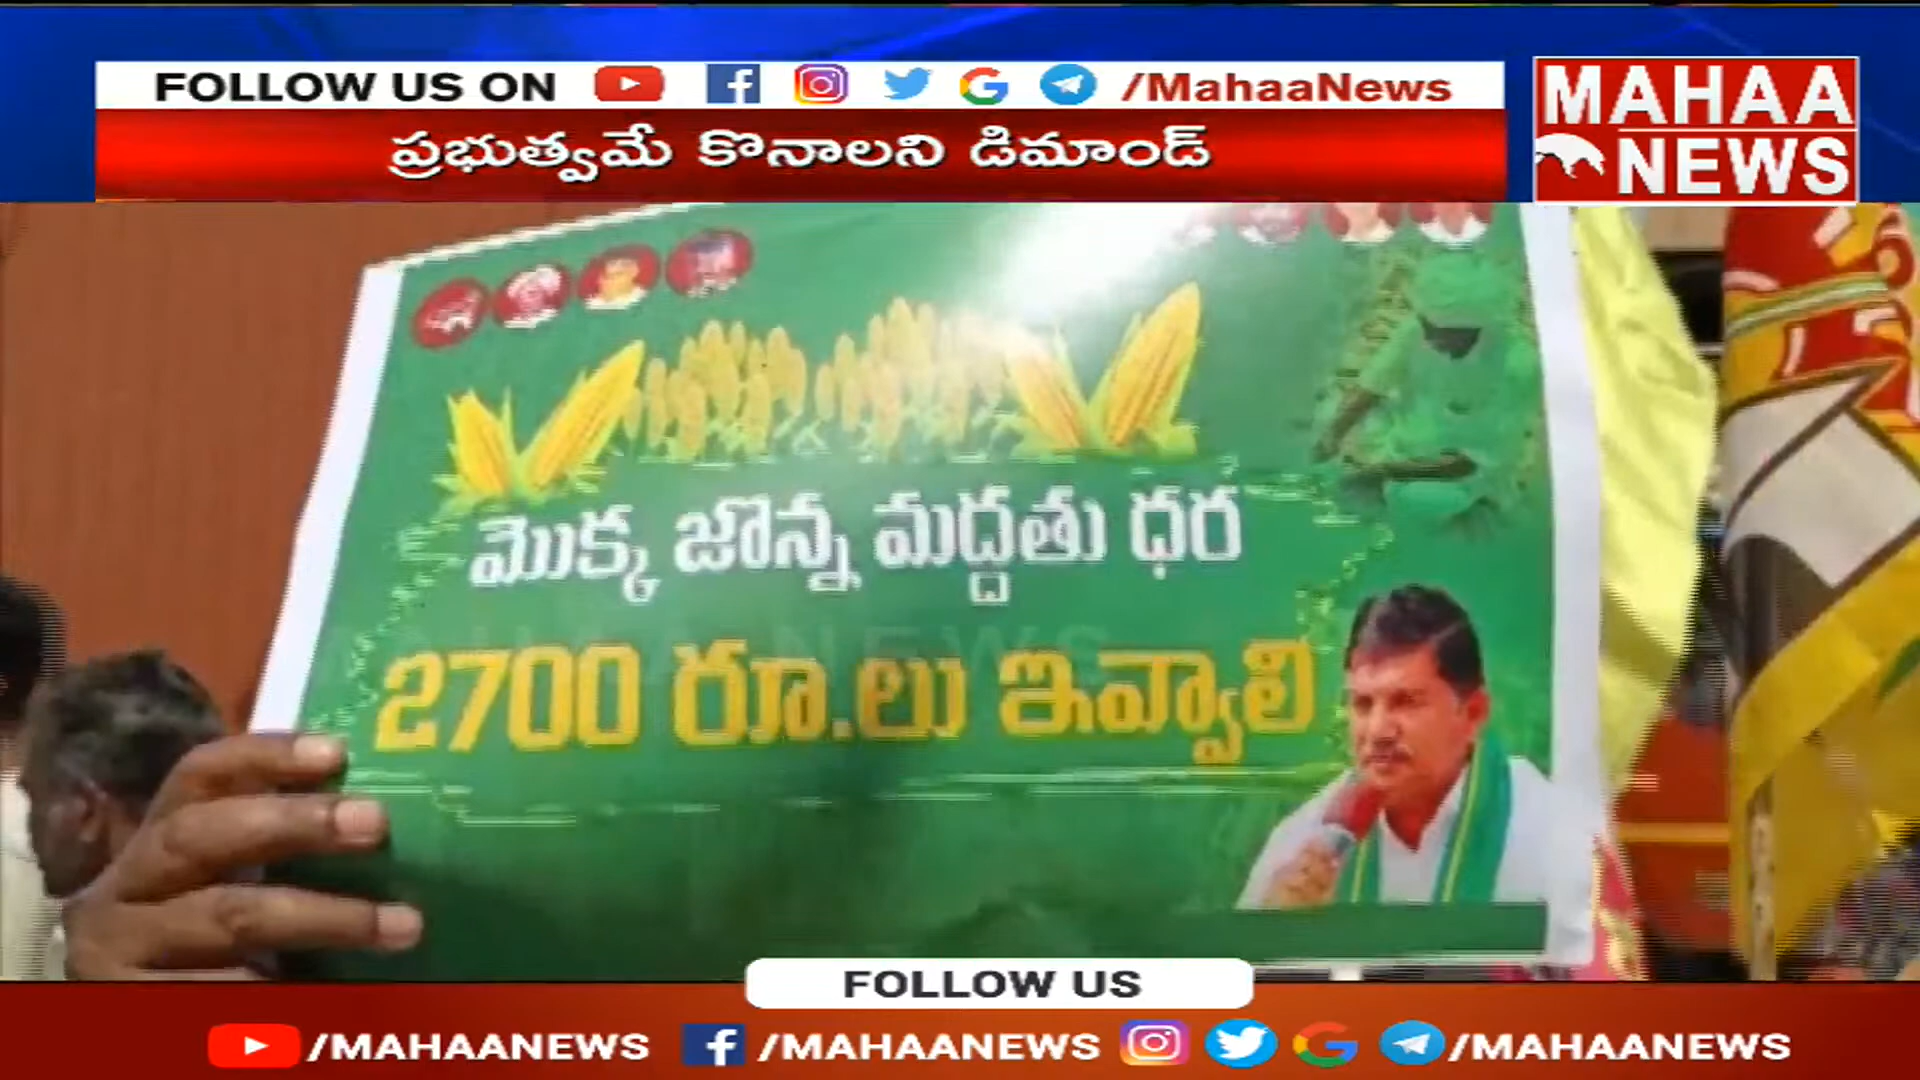 FOLLOW US ON /MahaaNews
MAHAA
NEWS
ప్రభుత్వమే కొనాలని డిమాండ్
మొక్క జొన్న మద్దతు ధర
2700 రూ.లు ఇవ్వాలి
FOLLOW US
/MAHAANEWS /MAHAANEWS /MAHAANEWS